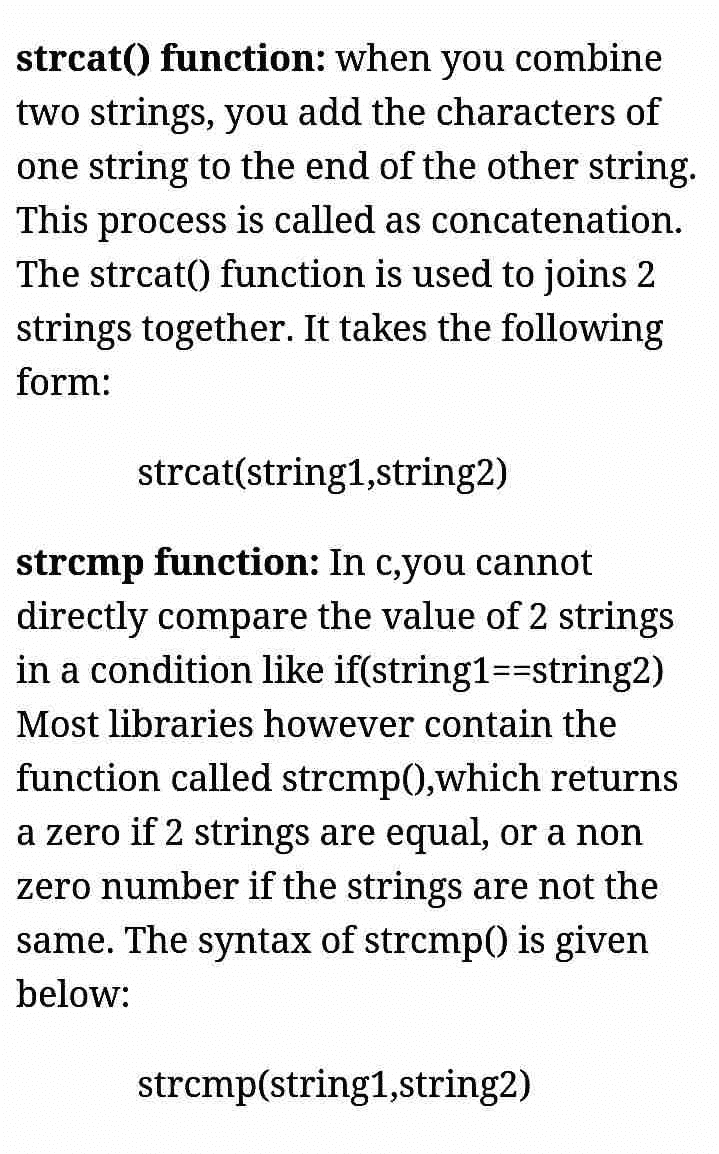 strcat() function: when you combine
two strings, you add the characters of
one string to the end of the other string.
This process is called as concatenation.
The strcat() function is used to joins 2
strings together. It takes the following
form:
strcat(string1,string2)
strcmp function: In c,you cannot
directly compare the value of 2 strings
in a condition like if(string1==string2)
Most libraries however contain the
function called strcmp(),which returns
a zero if 2 strings are equal, or a non
zero number if the strings are not the
same. The syntax of strcmp() is given
below:
strcmp(string1,string2)